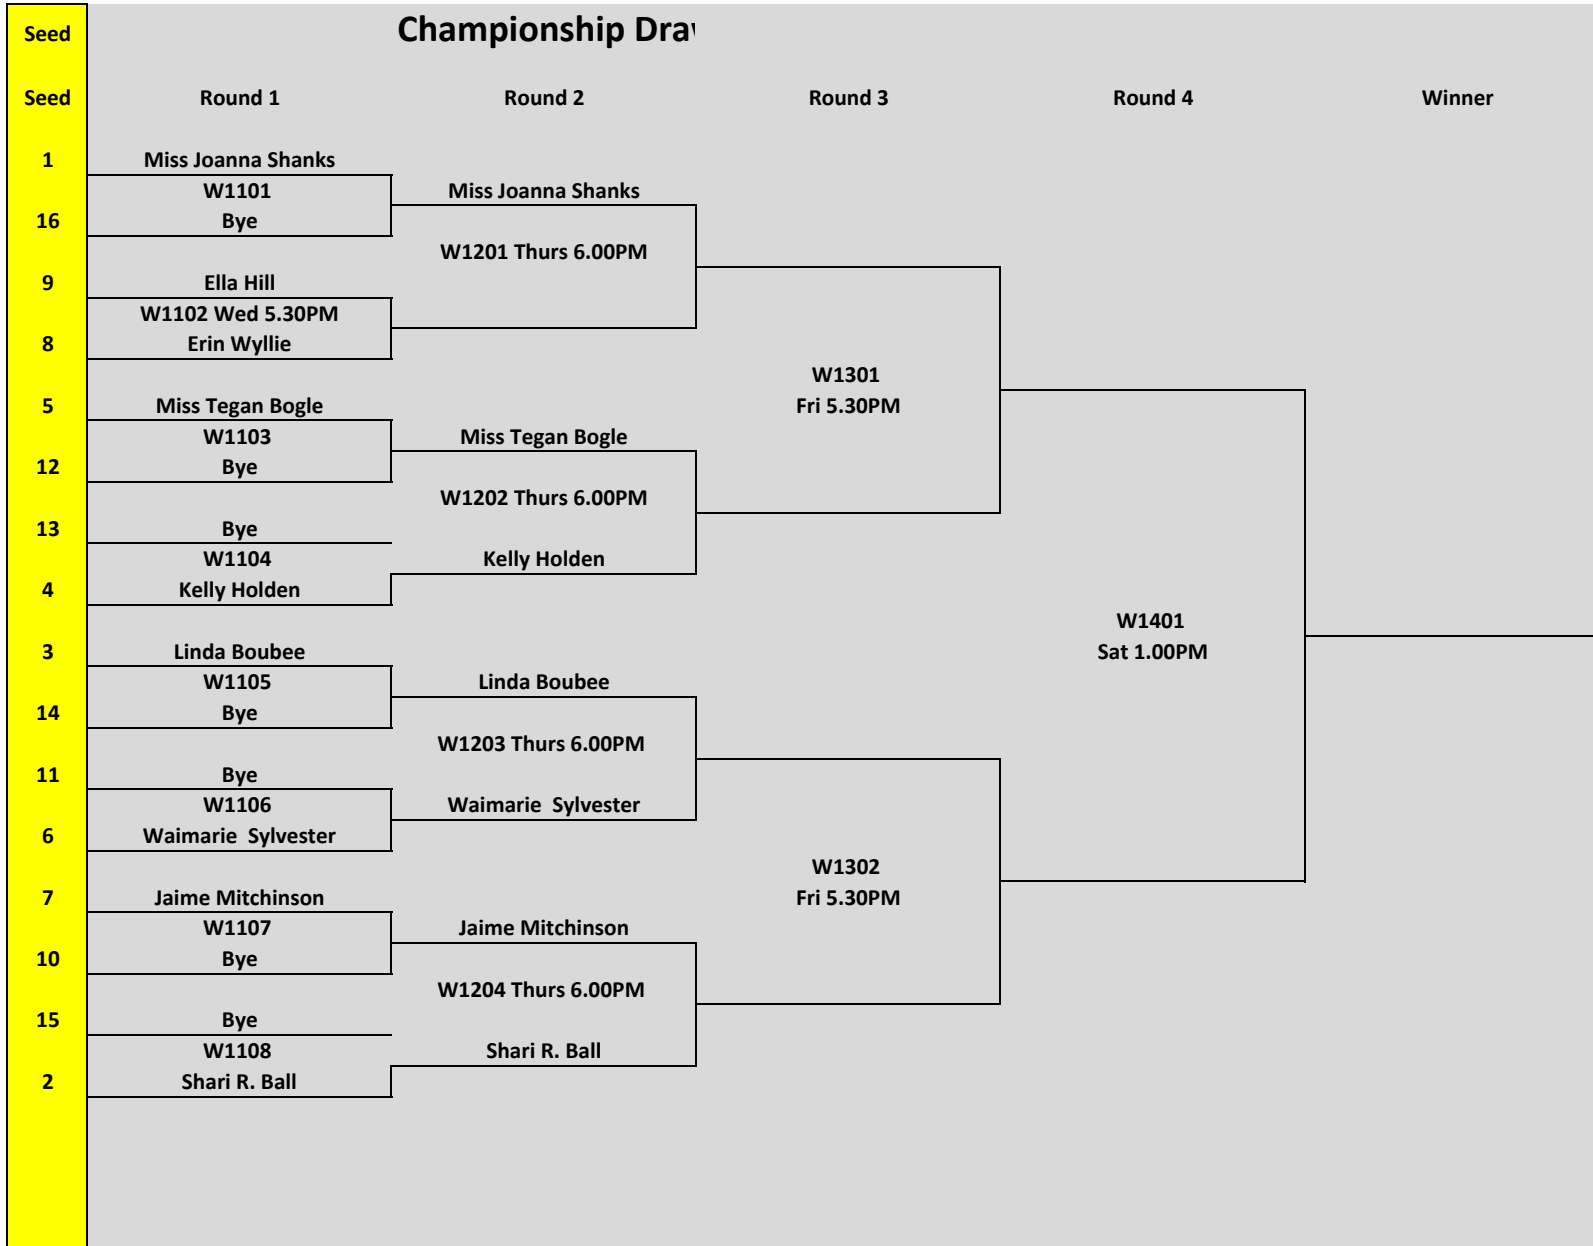 Seed Championship Dra
Seed Round 1 Round 2 Round 3 Round 4 Winner
1 Miss Joanna Shanks
W1101 Miss Joanna Shanks
16 Bye
W1201 Thurs 6.00PM
9 Ella Hill
W1102 Wed 5.30PM
8 Erin Wyllie
W1301
5 Miss Tegan Bogle Fri 5.30PM
W1103 Miss Tegan Bogle
12 Bye
W1202 Thurs 6.00PM
13 Bye
W1104 Kelly Holden
4 Kelly Holden
W1401
3 Linda Boubee Sat 1.00PM
W1105 Linda Boubee
14 Bye
W1203 Thurs 6.00PM
11 Bye
W1106 Waimarie  Sylvester
6 Waimarie  Sylvester
W1302
7 Jaime Mitchinson Fri 5.30PM
W1107 Jaime Mitchinson
10 Bye
W1204 Thurs 6.00PM
15 Bye
W1108 Shari R. Ball
2 Shari R. Ball